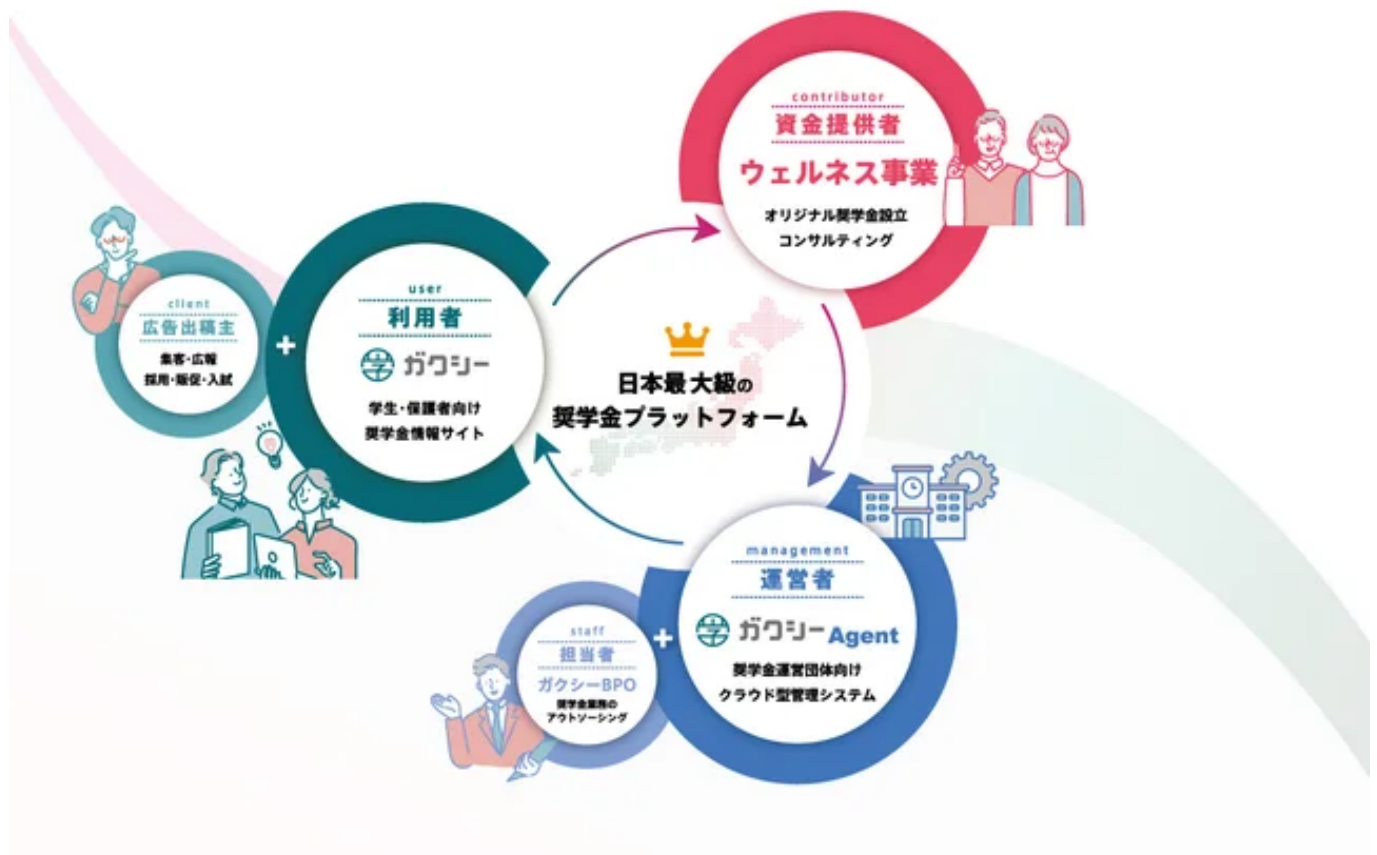 contributor
資金提供者
ウェルネス事業
オリジナル奨学金設立
コンサルティング
client
広告出稿主
集客・広報
採用・販促・入試
+
user
利用者
学 ガクシー
学生・保護者向け
奨学金情報サイト
日本最大級の
奨学金プラットフォーム
management
運営者
学 ガクシーAgent
奨学金運営団体向け
クラウド型管理システム
+
staff
担当者
ガクシーBPO
奨学金業務の
アウトソーシング